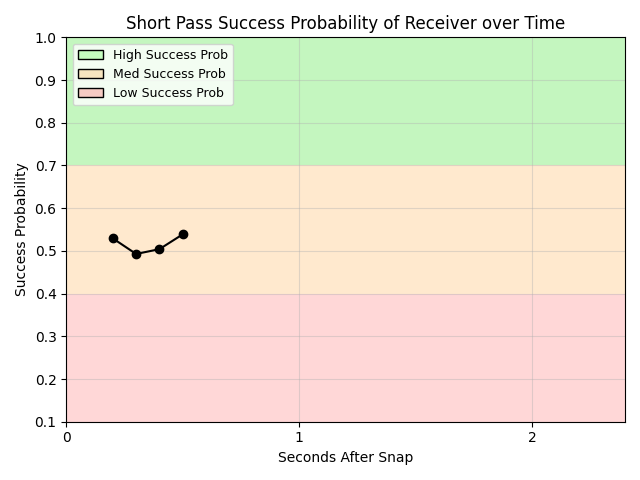 Short Pass Success Probability of Receiver over Time
1.0
0.9
0.8
0.7
0.6
0.5
0.4
0.3
0.2
0.1
Success Probability
High Success Prob
Med Success Prob
Low Success Prob
0 1 2
Seconds After Snap